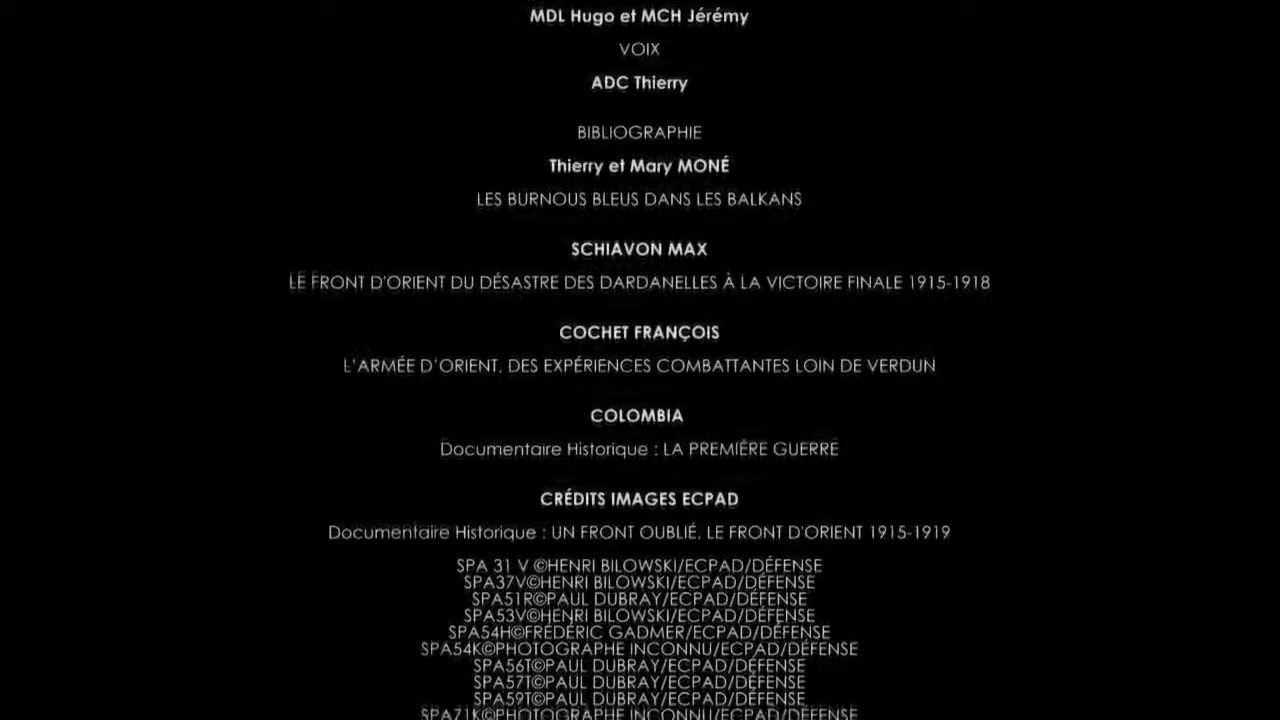 MDL Hugo et MCH Jérémy
VOIX
ADC Thierry
BIBLIOGRAPHIE
Thierry et Mary MONÉ
LES BURNOUS BLEUS DANS LES BALKANS
SCHIAVON MAX
LE FRONT D'ORIENT DU DÉSASTRE DES DARDANELLES À LA VICTOIRE FINALE 1915-1918
COCHET FRANÇOIS
L'ARMÉE D'ORIENT, DES EXPÉRIENCES COMBATTANTES LOIN DE VERDUN
COLOMBIA
Documentaire Historique : LA PREMIÈRE GUERRE
CRÉDITS IMAGES ECPAD
Documentaire Historique : UN FRONT OUBLIÉ, LE FRONT D'ORIENT 1915-1919
SPA 31 V ©HENRI BILOWSKI/ECPAD/DÉFENSE
SPA37V©HENRI BILOWSKI/ECPAD/DÉFENSE
SPA51R©PAUL DUBRAY/ECPAD/DÉFENSE
SPA53V©HENRI BILOWSKI/ECPAD/DÉFENSE
SPA54H©FRÉDÉRIC GADMER/ECPAD/DÉFENSE
SPA54K©PHOTOGRAPHE INCONNU/ECPAD/DÉFENSE
SPA56T©PAUL DUBRAY/ECPAD/DÉFENSE
SPA57T©PAUL DUBRAY/ECPAD/DÉFENSE
SPA59T©PAUL DUBRAY/ECPAD/DÉFENSE
SPA71K©PHOTOGRAPHE INCONNU/ECPAD/DÉFENSE